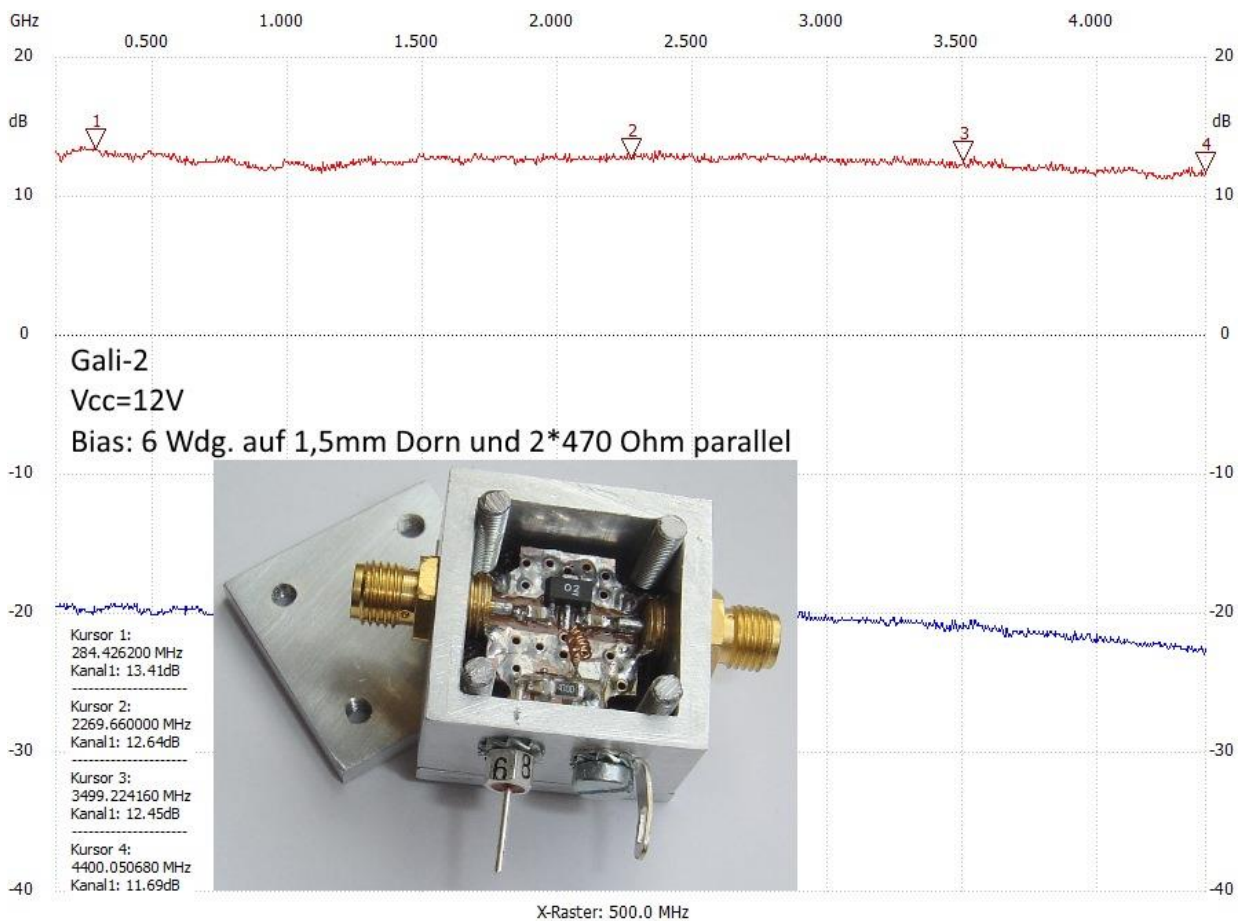 GHz
1.000
2.000
3.000
4.000
0.500
1.500
2.500
3.500
20
20
dB
dB
1
2
3
4
10
10
0
0
Gali-2
Vcc=12V
Bias: 6 Wdg. auf 1,5mm Dorn und 2*470 Ohm parallel
-10
-10
02
-20
-20
Kursor 1:
284.426200 MHz
Kanal1: 13.41dB
----------------------
Kursor 2:
2269.660000 MHz
Kanal1: 12.64dB
----------------------
Kursor 3:
3499.224160 MHz
Kanal1: 12.45dB
----------------------
Kursor 4:
4400.050680 MHz
Kanal1: 11.69dB
4700
-30
-30
6 8
-40
-40
X-Raster: 500.0 MHz